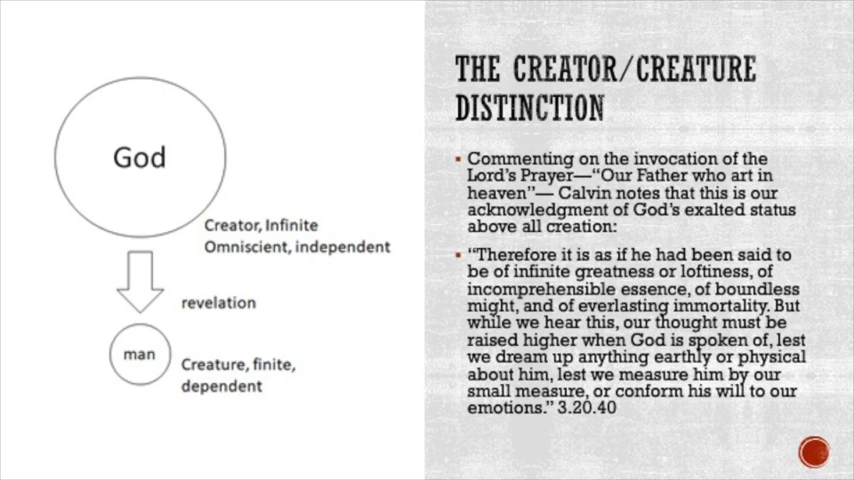 God
Creator, Infinite
Omniscient, independent
revelation
man
Creature, finite,
dependent
THE CREATOR/CREATURE
DISTINCTION
Commenting on the invocation of the
Lord's Prayer—“Our Father who art in
heaven”— Calvin notes that this is our
acknowledgment of God's exalted status
above all creation:
“Therefore it is as if he had been said to
be of infinite greatness or loftiness, of
incomprehensible essence, of boundless
might, and of everlasting immortality. But
while we hear this, our thought must be
raised higher when God is spoken of, lest
we dream up anything earthly or physical
about him, lest we measure him by our
small measure, or conform his will to our
emotions.” 3.20.40